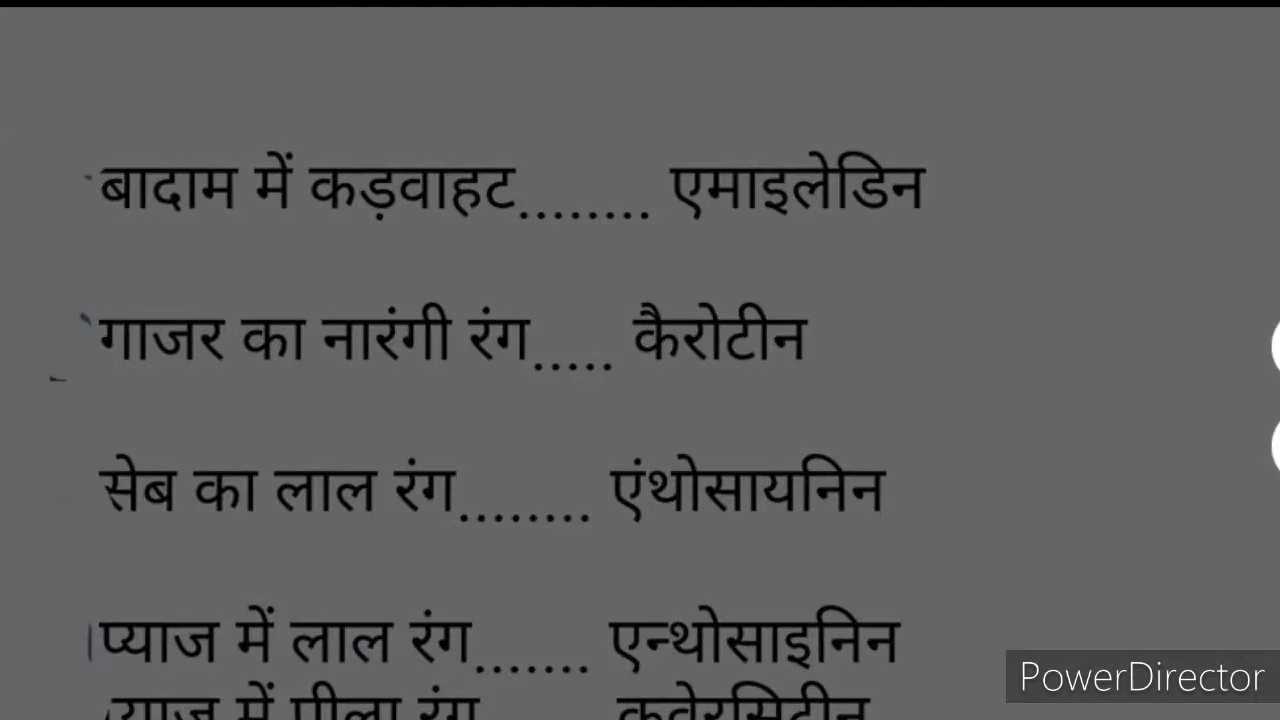 बादाम में कड़वाहट........ एमाइलेडिन
गाजर का नारंगी रंग..... कैरोटीन
सेब का लाल रंग........ एंथोसायनिन
प्याज में लाल रंग....... एन्थोसाइनिन
में पीला रंग
PowerDirector